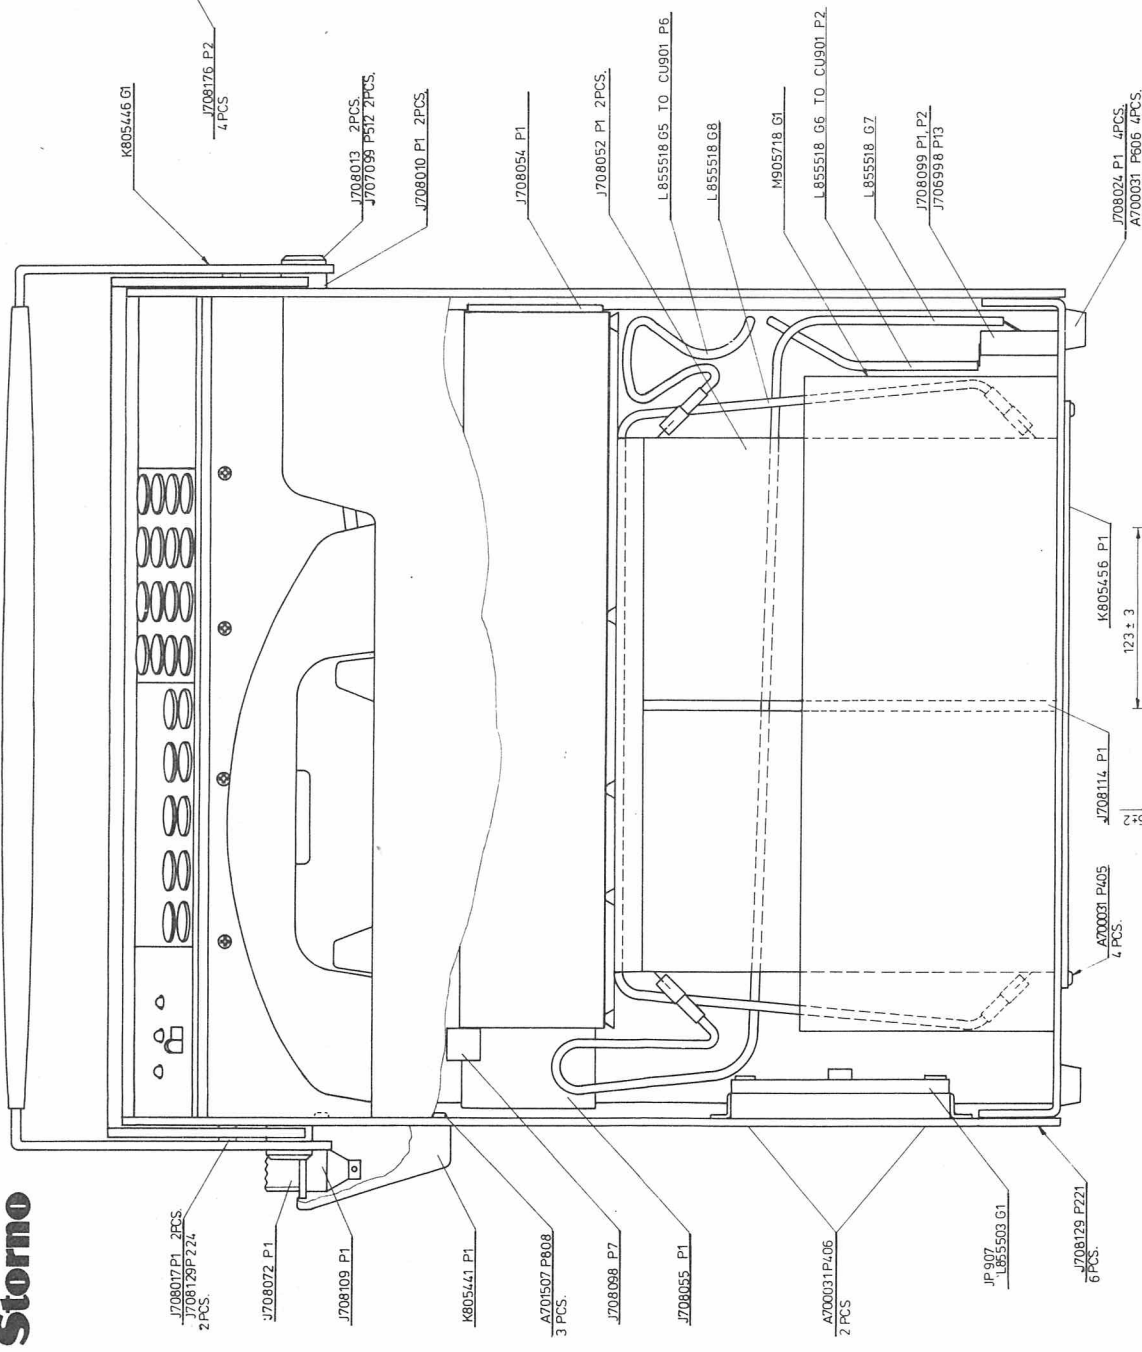 Storno
J708017 P1 2PCS.
J708129 P224
2 PCS.
J708072 P1
J708109 P1
K805441 P1
A701507 P808
3 PCS.
J708098 P7
J708055 P1
A700031 P406
2 PCS
JP907
L855503 G1
J708129 P221
6 PCS.
J708176 P2
4 PCS
K805446 G1
J708013 2PCS.
J707099 P512 2PCS.
J708010 P1 2PCS
J708054 P1
J708052 P1 2PCS.
L855518 G5 TO CU901 P6
L855518 G8
M905718 G1
L855518 G6 TO CU901 P2
L855518 G7
J708099 P1, P2
J706998 P13
J708024 P1 4PCS.
A700031 P606 4PCS.
A700031 P405
4 PCS.
J708114 P1
K805456 P1
123 ± 3